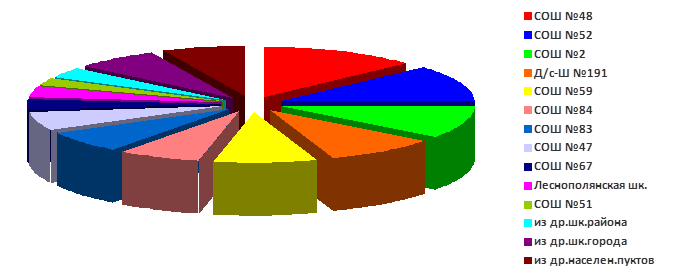 СОШ №48
СОШ №52
СОШ №2
Д/с-Ш №191
СОШ №59
СОШ №84
СОШ №83
СОШ №47
СОШ №67
Леснополянская шк.
СОШ №51
из др.шк.района
из др.шк.города
из др.населен.пуктов